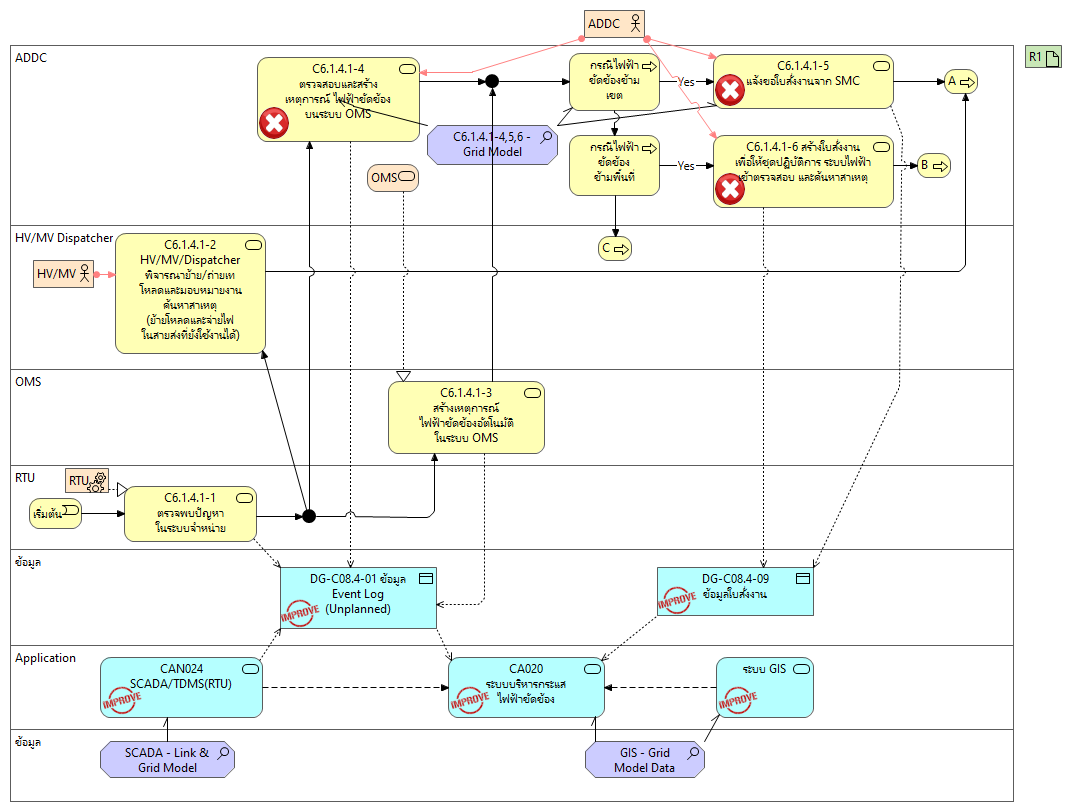 ADDC
R1
ADDC
C6.1.4.1-4
ตรวจสอบและสร้าง
เหตุการณ์ ไฟฟ้าขัดข้อง
บนระบบ OMS
กรณีไฟฟ้า
ขัดข้องข้าม
เขต
Yes
C6.1.4.1-5
แจ้งขอใบสั่งงานจาก SMC
A
C6.1.4.1-4,5,6 -
Grid Model
กรณีไฟฟ้า
ขัดข้อง
ข้ามพื้นที่
Yes
C6.1.4.1-6 สร้างใบสั่งงาน
เพื่อให้ชุดปฏิบัติการ ระบบไฟฟ้า
เข้าตรวจสอบ และค้นหาสาเหตุ
B
OMS
C
HV/MV Dispatcher
HV/MV
C6.1.4.1-2
HV/MV/Dispatcher
พิจารณาย้าย/ถ่ายเท
โหลดและมอบหมายงาน
ค้นหาสาเหตุ
(ย้ายโหลดและจ่ายไฟ
ในสายส่งที่ยังใช้งานได้)
OMS
C6.1.4.1-3
สร้างเหตุการณ์
ไฟฟ้าขัดข้องอัตโนมัติ
ในระบบ OMS
RTU
RTU
เริ่มต้น
C6.1.4.1-1
ตรวจพบปัญหา
ในระบบจำหน่าย
ข้อมูล
DG-C08.4-01 ข้อมูล
Event Log
(Unplanned)
IMPROVE
DG-C08.4-09
ข้อมูลใบสั่งงาน
IMPROVE
Application
CAN024
SCADA/TDMS(RTU)
IMPROVE
CA020
ระบบบริหารกระแส
ไฟฟ้าขัดข้อง
IMPROVE
ระบบ GIS
IMPROVE
ข้อมูล
SCADA - Link &
Grid Model
GIS - Grid
Model Data